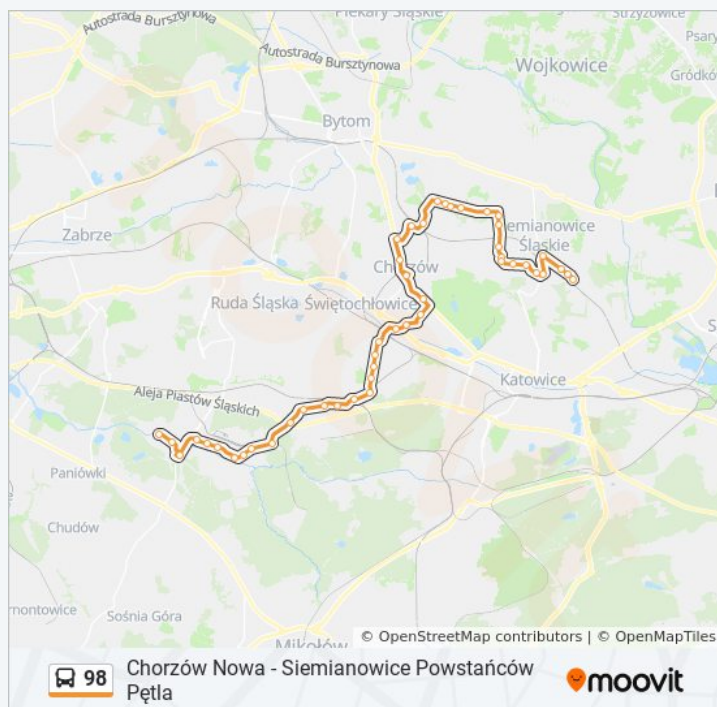 Piekary Śląskie
Strzyżowice
Autostrada Bursztynowa
Autostrada Bursztynowa
Psary
Wojkowice
Gródków
Bytom
Zabrze
Siemianowice
Śląskie
Chorzów
Ruda Śląska
Świętochłowice
Katowice
Aleja Piastów Śląskich
Paniówki
Chudów
Sośnia Góra
Mikołów
© OpenStreetMap contributors | © OpenMapTiles
98
Chorzów Nowa - Siemianowice Powstańców
Pętla
moovit